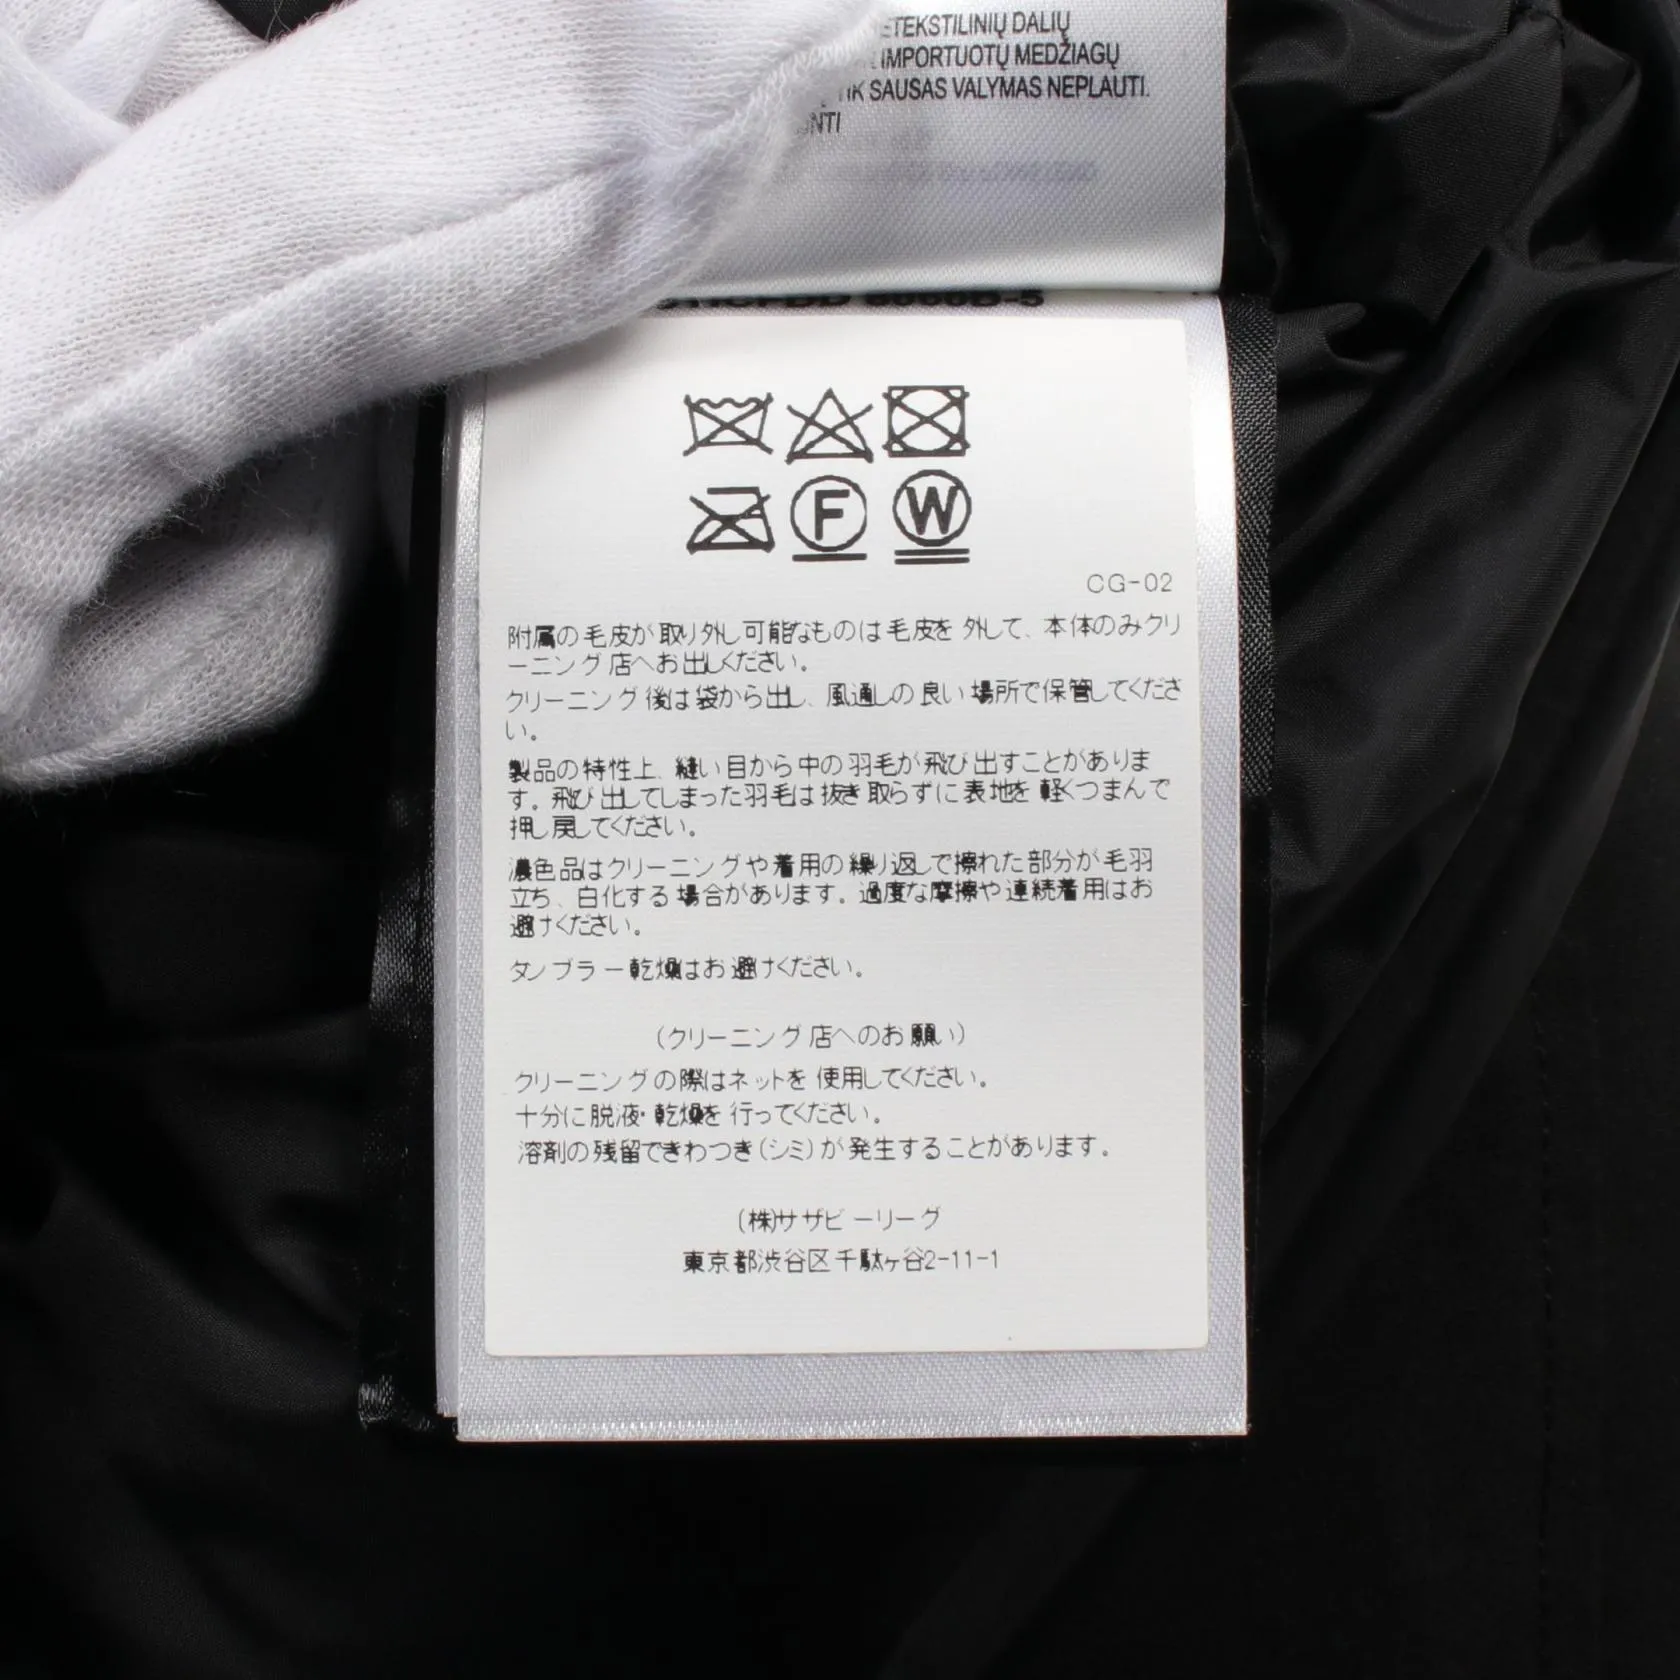 ETEKSTILINIŲ DALIŲ
IMPORTUOTŲ MEDŽIAGŲ
TIK SAUSAS VALYMAS NEPLAUTI.
F W
CG-02
附属の毛皮が取り外し可能なものは毛皮を外して、本体のみクリ
ーニング店へお出しください。
クリーニング後は袋から出し、風通しの良い場所で保管してくださ
い。
製品の特性上、縫い目から中の羽毛が飛び出すことがありま
す。飛び出してしまった羽毛は抜き取らずに表地を軽くつまんで
押し戻してください。
濃色品はクリーニングや着用の繰り返しで擦れた部分が毛羽
立ち、白化する場合があります。過度な摩擦や連続着用はお
避けください。
タンブラー乾燥はお避けください。
(クリーニング店へのお願い)
クリーニングの際はネットを使用してください。
十分に脱液・乾燥を行ってください。
溶剤の残留できわつき(シミ)が発生することがあります。
(株)サザビーリーグ
東京都渋谷区千駄ヶ谷2-11-1